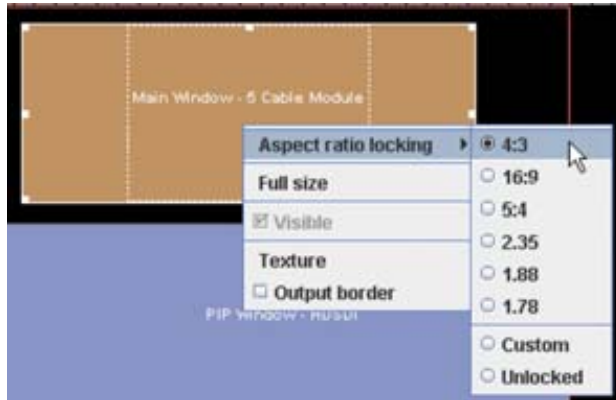 Main Window - 5 Cable Module
Aspect ratio locking
4:3
16:9
5:4
2.35
1.88
1.78
Custom
Unlocked
Full size
Visible
Texture
Output border
PIP Window - HDSDI